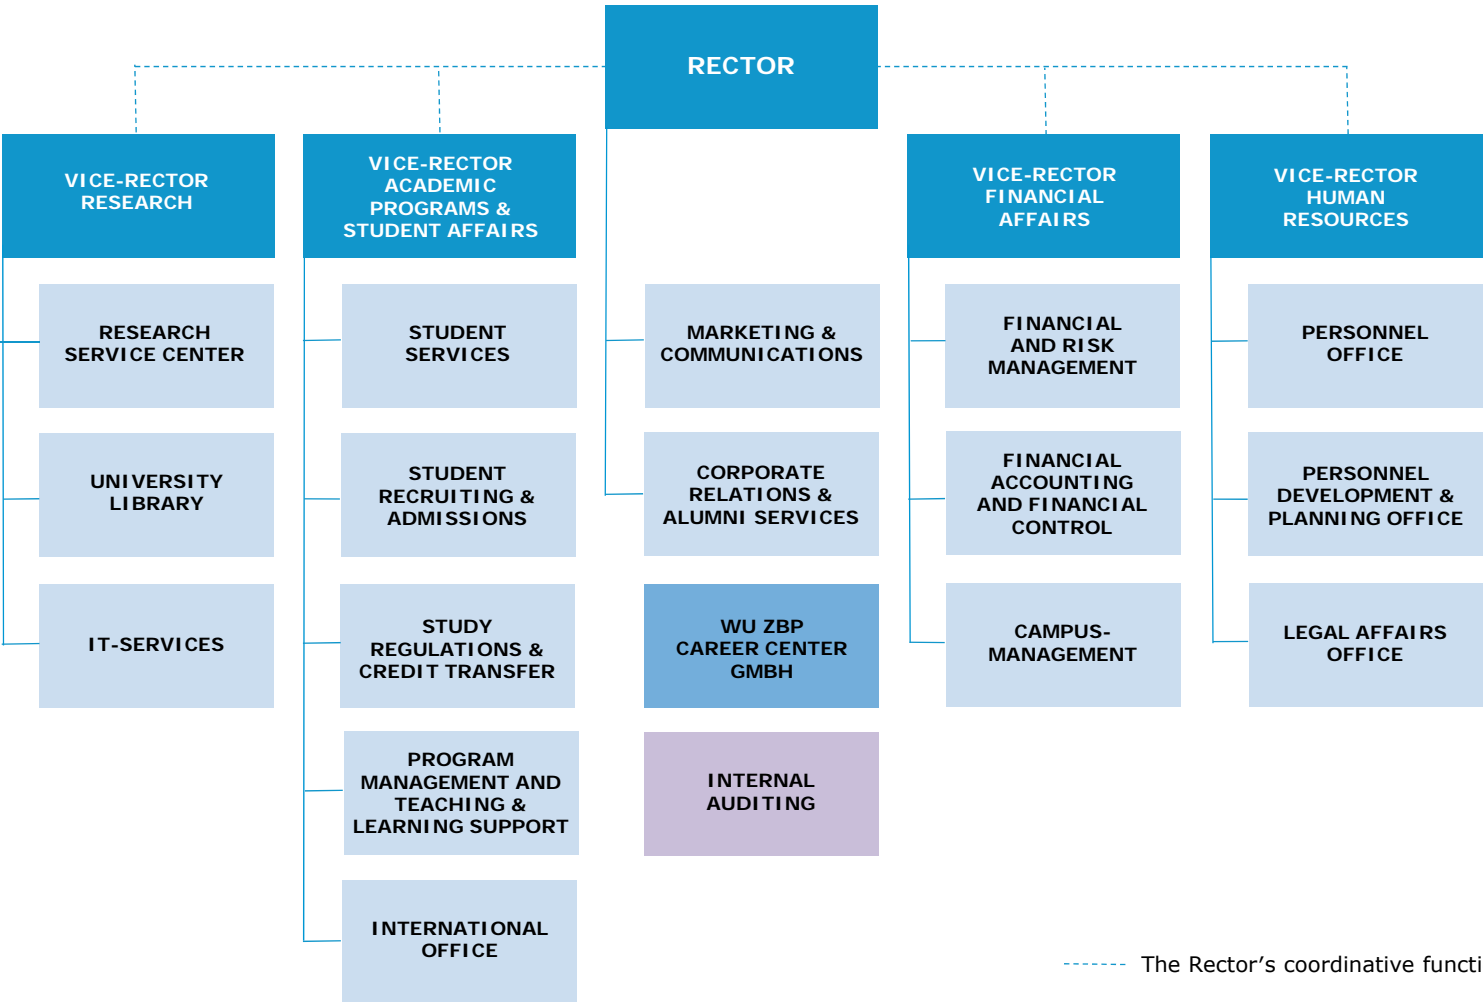 RECTOR
VICE-RECTOR
RESEARCH
VICE-RECTOR
ACADEMIC
PROGRAMS &
STUDENT AFFAIRS
VICE-RECTOR
FINANCIAL
AFFAIRS
VICE-RECTOR
HUMAN
RESOURCES
RESEARCH
SERVICE CENTER
UNIVERSITY
LIBRARY
IT-SERVICES
STUDENT
SERVICES
STUDENT
RECRUITING &
ADMISSIONS
STUDY
REGULATIONS &
CREDIT TRANSFER
PROGRAM
MANAGEMENT AND
TEACHING &
LEARNING SUPPORT
INTERNATIONAL
OFFICE
MARKETING &
COMMUNICATIONS
CORPORATE
RELATIONS &
ALUMNI SERVICES
WU ZBP
CAREER CENTER
GMBH
INTERNAL
AUDITING
FINANCIAL
AND RISK
MANAGEMENT
FINANCIAL
ACCOUNTING
AND FINANCIAL
CONTROL
CAMPUS-
MANAGEMENT
PERSONNEL
OFFICE
PERSONNEL
DEVELOPMENT &
PLANNING OFFICE
LEGAL AFFAIRS
OFFICE
The Rector’s coordinative functi